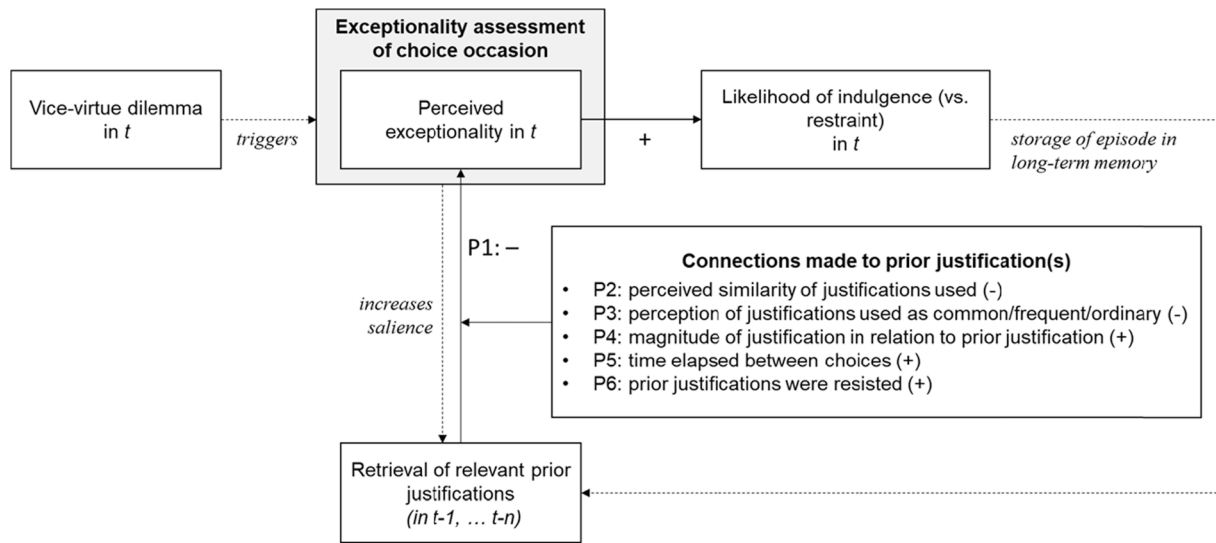 Exceptionality assessment
of choice occasion
Vice-virtue dilemma
in t
triggers
Perceived
exceptionality in t
+
Likelihood of indulgence (vs.
restraint)
in t
storage of episode in
long-term memory
P1: –
increases
salience
Connections made to prior justification(s)
• P2: perceived similarity of justifications used (-)
• P3: perception of justifications used as common/frequent/ordinary (-)
• P4: magnitude of justification in relation to prior justification (+)
• P5: time elapsed between choices (+)
• P6: prior justifications were resisted (+)
Retrieval of relevant prior
justifications
(in t-1, … t-n)